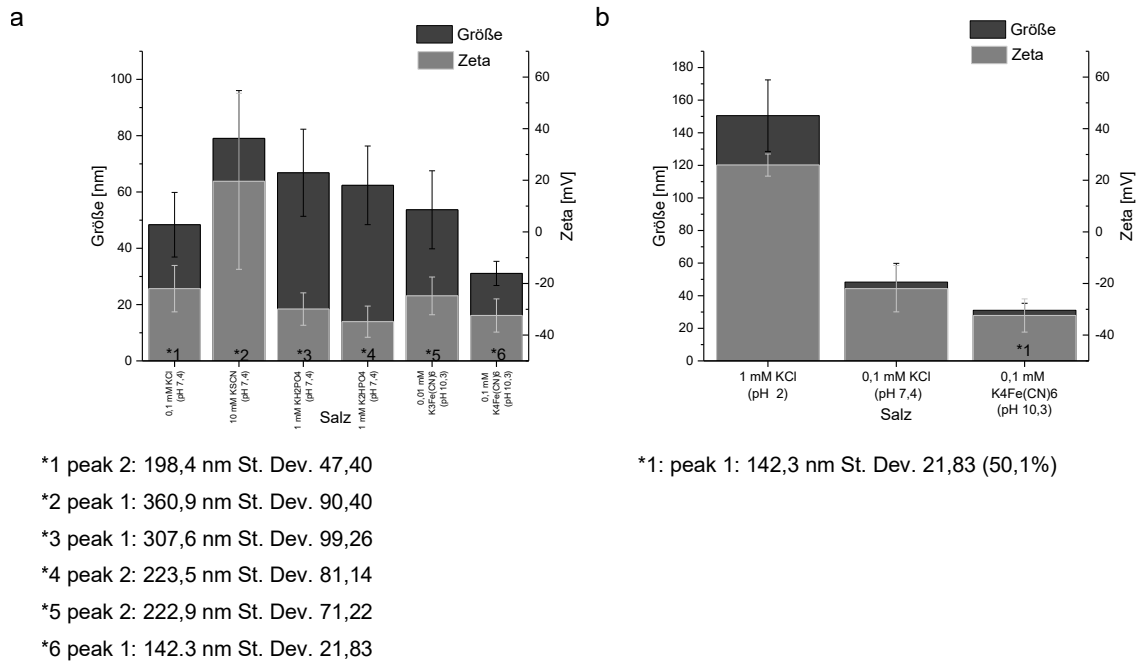 a
Größe
Zeta
100
80
60
40
20
0
Größe [nm]
60
40
20
0
-20
-40
Zeta [mV]
*1
*2
*3
*4
*5
*6
0,1 mM KCl
(pH 7,4)
10 mM KSCN
(pH 7,4)
1 mM KH2PO4
(pH 7,4)
1 mM K2HPO4
(pH 7,4)
0,01 mM
K3Fe(CN)6
(pH 10,3)
0,1 mM
K4Fe(CN)6
(pH 10,3)
Salz
*1 peak 2: 198,4 nm St. Dev. 47,40
*2 peak 1: 360,9 nm St. Dev. 90,40
*3 peak 1: 307,6 nm St. Dev. 99,26
*4 peak 2: 223,5 nm St. Dev. 81,14
*5 peak 2: 222,9 nm St. Dev. 71,22
*6 peak 1: 142.3 nm St. Dev. 21,83
b
Größe
Zeta
180
170
160
150
140
130
120
110
100
90
80
70
60
50
40
30
20
10
0
Größe [nm]
60
40
20
0
-20
-40
Zeta [mV]
*1
1 mM KCl
(pH 2)
0,1 mM KCl
(pH 7,4)
0,1 mM
K4Fe(CN)6
(pH 10,3)
Salz
*1: peak 1: 142,3 nm St. Dev. 21,83 (50,1%)